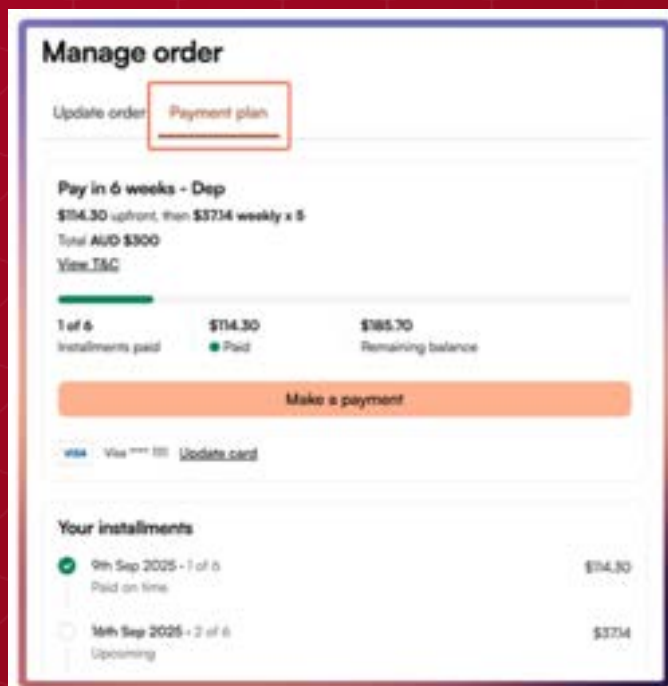 Manage order
Update order Payment plan
Pay in 6 weeks - Dep
$114.30 upfront, then $37.14 weekly x 5
Total AUD $300
View T&C
1 of 6 $114.30 $185.70
Installments paid Paid Remaining balance
Make a payment
VISA Visa **** Update card
Your installments
9th Sep 2025 - 1 of 6 $114.30
Paid on time
16th Sep 2025 - 2 of 6 $37.14
Upcoming